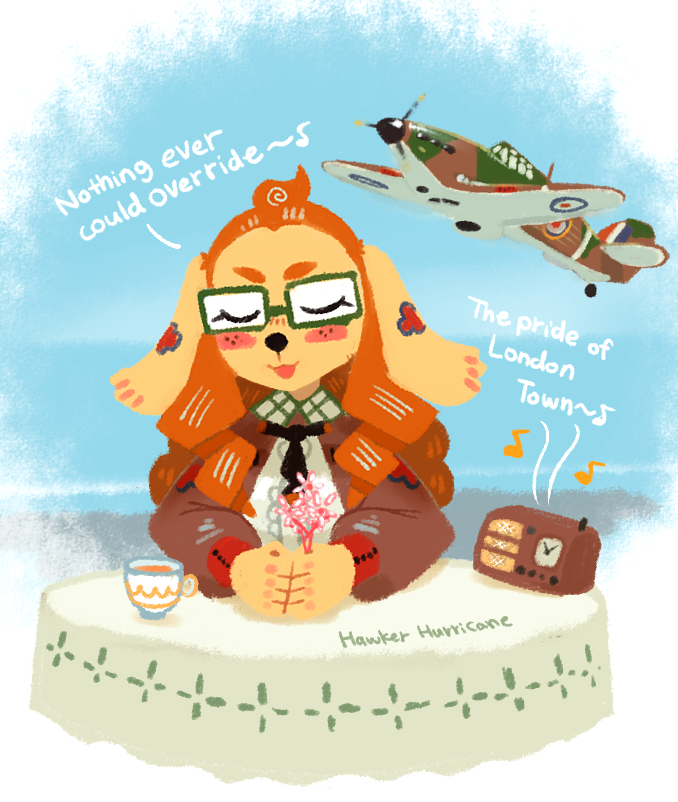 Nothing ever
could override~♪
The pride of
London
Town~♪
Hawker Hurricane